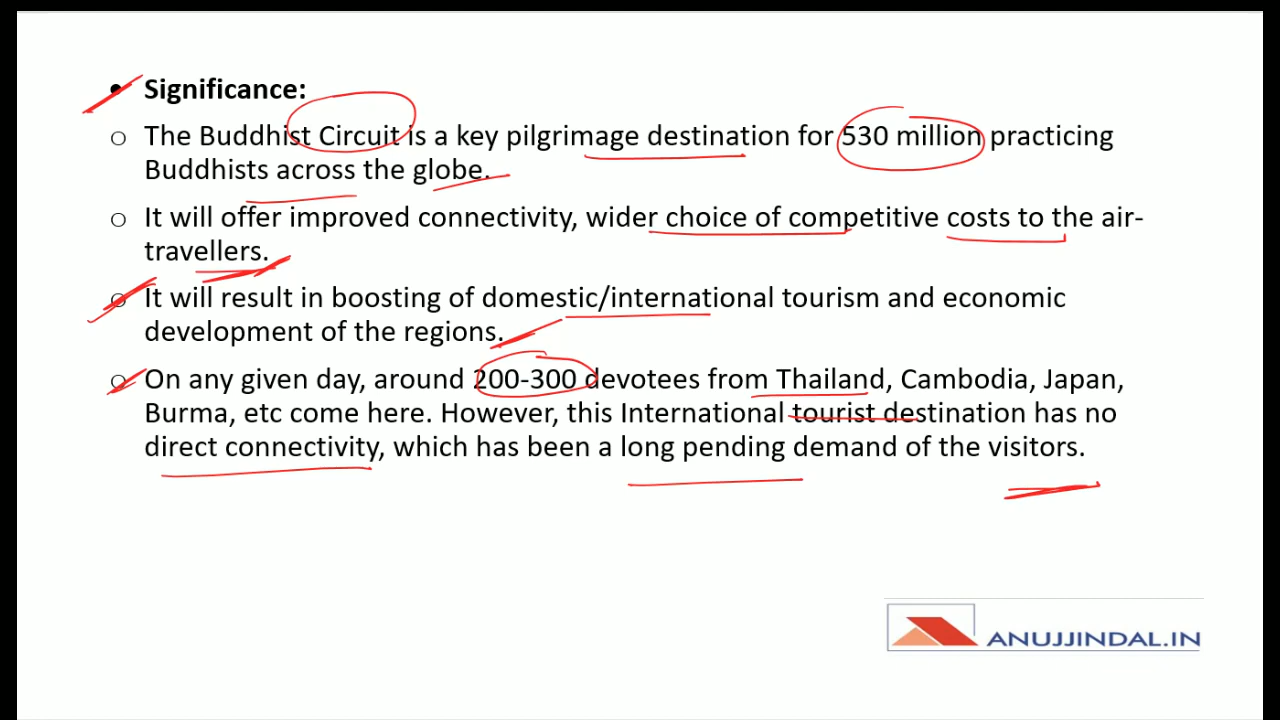 • Significance:
o The Buddhist Circuit is a key pilgrimage destination for 530 million practicing
Buddhists across the globe.
o It will offer improved connectivity, wider choice of competitive costs to the air-
travellers.
o It will result in boosting of domestic/international tourism and economic
development of the regions.
o On any given day, around 200-300 devotees from Thailand, Cambodia, Japan,
Burma, etc come here. However, this International tourist destination has no
direct connectivity, which has been a long pending demand of the visitors.
ANUJJINDAL.IN